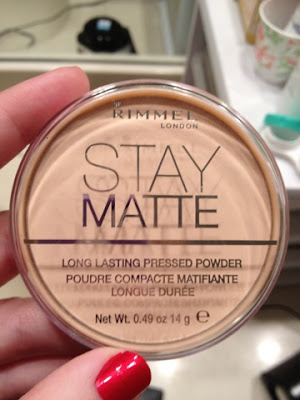 RIMMEL
LONDON
STAY
MATTE
LONG LASTING PRESSED POWDER
POUDRE COMPACTE MATIFIANTE
LONGUE DURÉE
Net. Wt. 0.49 oz 14 g ℮